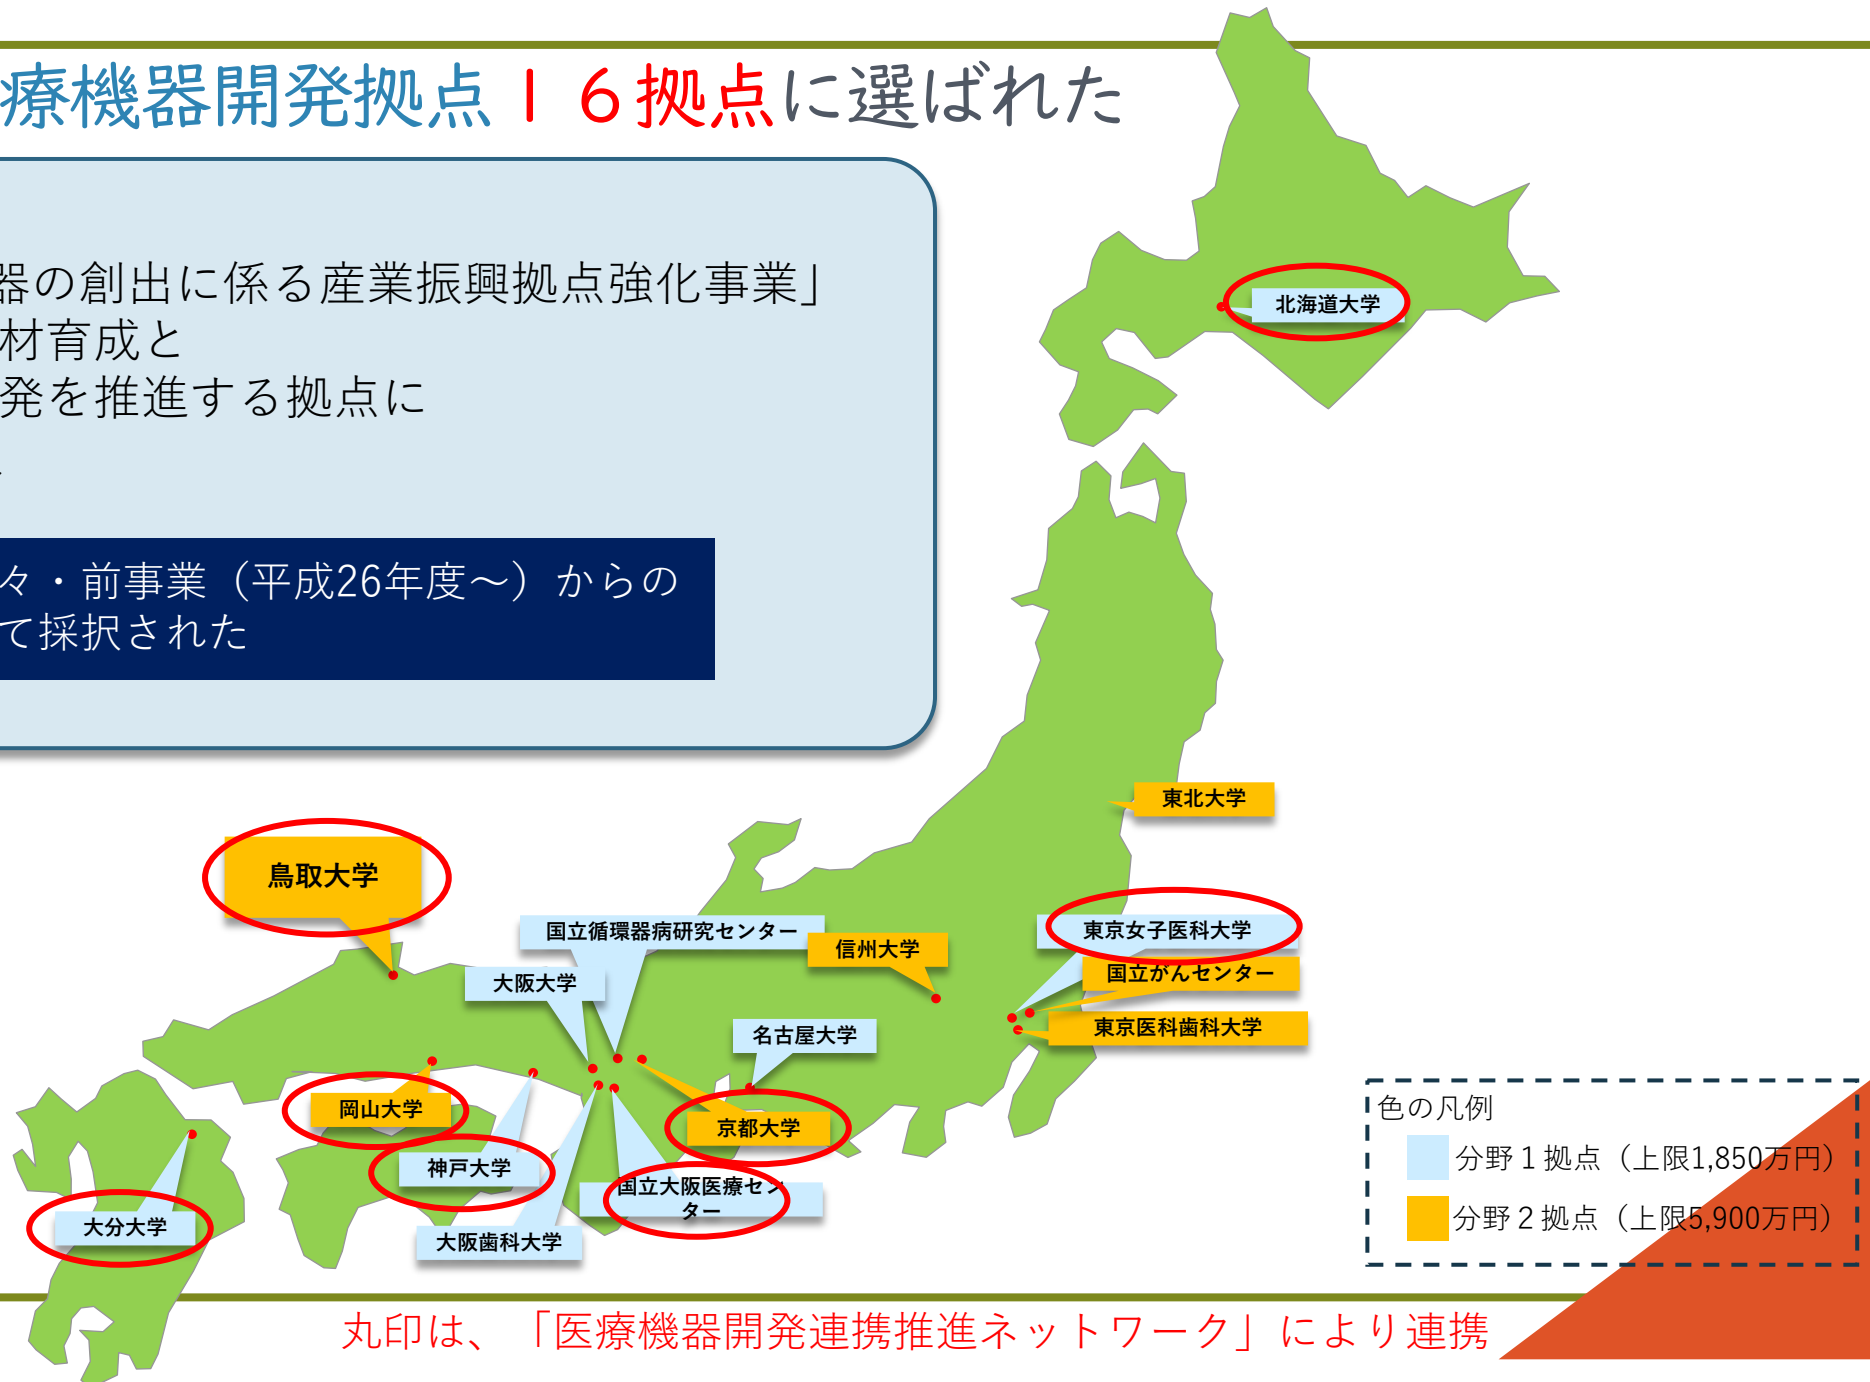 療機器開発拠点１６拠点に選ばれた
器の創出に係る産業振興拠点強化事業」
材育成と
発を推進する拠点に
々・前事業（平成26年度～）からの
て採択された
北海道大学
東北大学
鳥取大学
国立循環器病研究センター
信州大学
東京女子医科大学
大阪大学
国立がんセンター
名古屋大学
東京医科歯科大学
岡山大学
京都大学
神戸大学
国立大阪医療セン
ター
大分大学
大阪歯科大学
色の凡例
分野１拠点（上限1,850万円）
分野２拠点（上限5,900万円）
丸印は、「医療機器開発連携推進ネットワーク」により連携